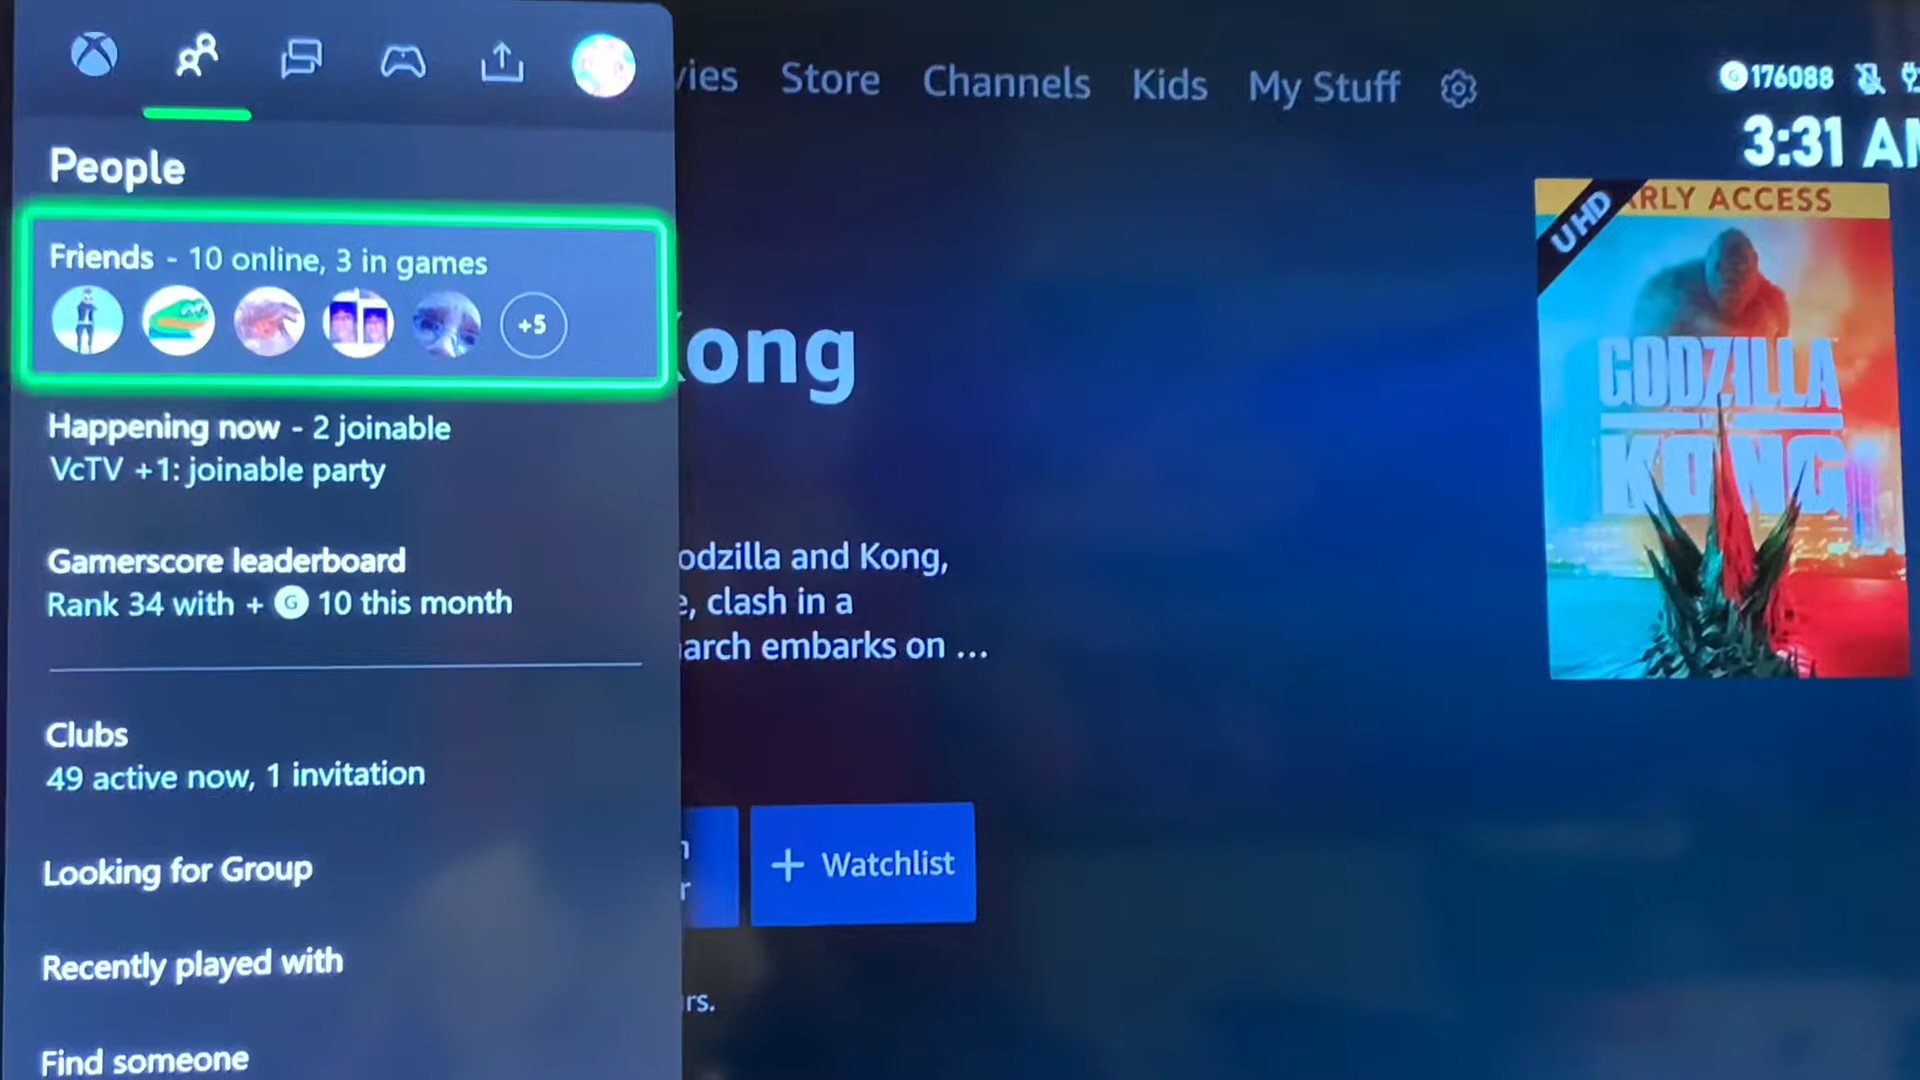 Store Channels Kids My Stuff
176088
3:31
People
Friends - 10 online, 3 in games
+5
Happening now - 2 joinable
VcTV +1: joinable party
Gamerscore leaderboard
Rank 34 with + G 10 this month
Clubs
49 active now, 1 invitation
Looking for Group
Recently played with
Find someone
ong
odzilla and Kong,
e, clash in a
arch embarks on ...
+ Watchlist
rs.
UHD
RLY ACCESS
GODZILLA
KONG